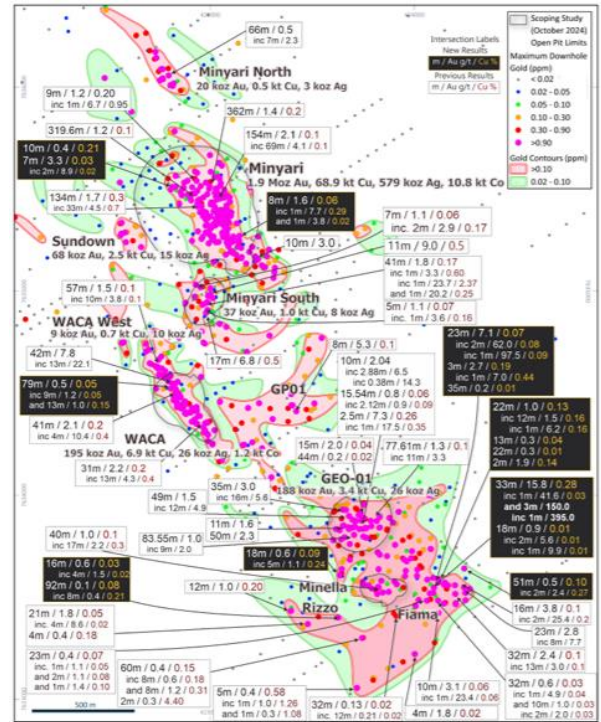 66m / 0.5
inc 7m / 2.3
Minyari North
20 koz Au, 0.5 kt Cu, 3 koz Ag
Scoping Study
(October 2024)
Open Pit Limits
Intersection Labels
New Results
m / Au g/t / Cu %
Previous Results
m / Au g/t / Cu %
Maximum Downhole
Gold (ppm)
< 0.02
0.02 - 0.05
0.05 - 0.10
0.10 - 0.30
0.30 - 0.90
>0.90
Gold Contours (ppm)
>0.10
0.02 - 0.10
9m / 1.2 / 0.20
inc 1m / 6.7 / 0.95
319.6m / 1.2 / 0.1
362m / 1.4 / 0.2
154m / 2.1 / 0.1
inc 69m / 4.1 / 0.1
10m / 0.4 / 0.21
7m / 3.3 / 0.03
inc 2m / 8.9 / 0.02
Minyari
1.9 Moz Au, 68.9 kt Cu, 579 koz Ag, 10.8 kt Co
134m / 1.7 / 0.3
inc 33m / 4.5 / 0.7
8m / 1.6 / 0.06
inc 1m / 7.7 / 0.29
and 1m / 3.8 / 0.02
7m / 1.1 / 0.06
inc. 2m / 2.9 / 0.17
Sundown
68 koz Au, 2.5 kt Cu, 15 koz Ag
10m / 3.0
11m / 9.0 / 0.5
41m / 1.8 / 0.17
inc 1m / 3.3 / 0.60
inc 1m / 23.7 / 2.37
and 1m / 20.2 / 0.25
57m / 1.5 / 0.1
inc 10m / 3.8 / 0.1
Minyari South
37 koz Au, 1.0 kt Cu, 8 koz Ag
5m / 1.1 / 0.07
inc. 1m / 3.6 / 0.16
WACA West
9 koz Au, 0.7 kt Cu, 10 koz Ag
17m / 6.8 / 0.5
8m / 5.3 / 0.1
23m / 7.1 / 0.07
inc 2m / 62.0 / 0.08
inc 1m / 97.5 / 0.09
3m / 2.7 / 0.19
inc 1m / 7.0 / 0.44
35m / 0.2 / 0.01
42m / 7.8
inc 13m / 22.1
10m / 2.04
inc 2.88m / 6.5
inc 0.38m / 14.3
15.54m / 0.8 / 0.06
inc 2.12m / 0.9 / 0.09
2.5m / 7.3 / 0.26
inc 1m / 17.5 / 0.35
79m / 0.5 / 0.05
inc 9m / 1.2 / 0.05
and 13m / 1.0 / 0.15
GP01
22m / 1.0 / 0.13
inc 12m / 1.5 / 0.16
inc 1m / 6.2 / 0.16
13m / 0.3 / 0.04
22m / 0.3 / 0.01
2m / 1.9 / 0.14
41m / 2.1 / 0.2
inc 4m / 10.4 / 0.4
WACA
195 koz Au, 6.9 kt Cu, 26 koz Ag, 1.2 kt Co
15m / 2.0 / 0.04
44m / 0.2 / 0.02
77.61m / 1.3 / 0.1
inc 11m / 3.3
31m / 2.2 / 0.2
inc 13m / 4.3 / 0.4
GEO-01
188 koz Au, 3.4 kt Cu, 26 koz Ag
35m / 3.0
inc 16m / 5.6
33m / 15.8 / 0.28
inc 1m / 41.6 / 0.03
and 3m / 150.0
inc 1m / 395.0
18m / 0.9 / 0.01
inc 2m / 5.6 / 0.01
inc 1m / 9.9 / 0.01
49m / 1.5
inc 12m / 4.9
11m / 1.6
50m / 2.3
40m / 1.0 / 0.1
inc 17m / 2.2 / 0.3
83.55m / 1.0
inc 9m / 2.0
18m / 0.6 / 0.09
inc 5m / 1.1 / 0.24
16m / 0.6 / 0.03
inc 4m / 1.5 / 0.02
92m / 0.1 / 0.08
inc 8m / 0.4 / 0.21
51m / 0.5 / 0.10
inc 2m / 2.4 / 0.27
12m / 1.0 / 0.20
Minella
Rizzo
Fiama
16m / 3.8 / 0.1
inc 2m / 25.4 / 0.2
21m / 1.8 / 0.05
inc. 4m / 8.6 / 0.02
4m / 0.4 / 0.18
23m / 2.8
inc 8m / 7.7
23m / 0.4 / 0.07
inc. 1m / 1.1 / 0.05
and 2m / 1.1 / 0.08
and 1m / 1.4 / 0.10
60m / 0.4 / 0.15
inc 8m / 0.6 / 0.18
and 8m / 1.2 / 0.31
2m / 0.3 / 4.40
32m / 2.4 / 0.1
inc 13m / 3.0 / 0.1
5m / 0.4 / 0.58
inc 1m / 1.0 / 1.26
and 1m / 0.3 / 1.08
32m / 0.13 / 0.02
inc. 12m / 0.21 / 0.02
10m / 3.1 / 0.06
inc 1m / 23.4 / 0.06
4m / 1.8 / 0.02
32m / 0.6 / 0.03
inc 1m / 4.9 / 0.04
and 10m / 1.0 / 0.03
inc 2m / 2.0 / 0.03
500 m